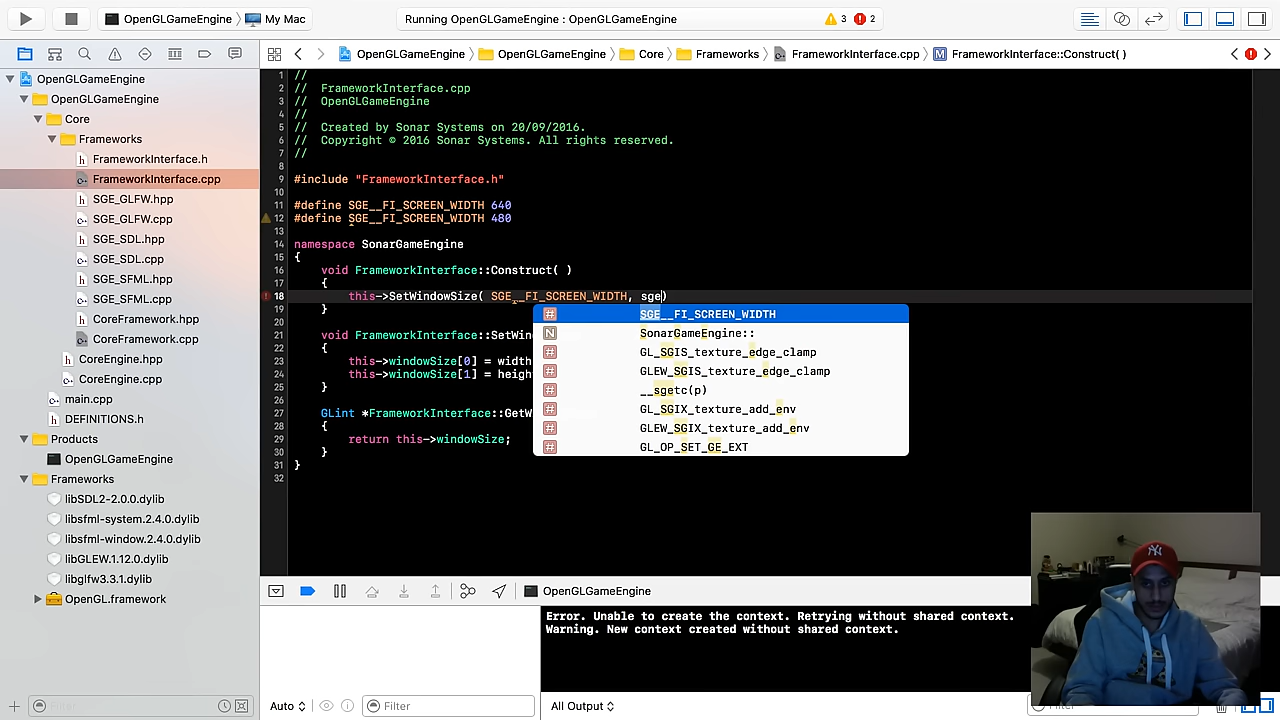 OpenGLGameEngine
My Mac
Running OpenGLGameEngine : OpenGLGameEngine
3
2
OpenGLGameEngine
OpenGLGameEngine
Core
Frameworks
FrameworkInterface.cpp
FrameworkInterface::Construct( )
OpenGLGameEngine
OpenGLGameEngine
Core
Frameworks
FrameworkInterface.h
FrameworkInterface.cpp
SGE_GLFW.hpp
SGE_GLFW.cpp
SGE_SDL.hpp
SGE_SDL.cpp
SGE_SFML.hpp
SGE_SFML.cpp
CoreFramework.hpp
CoreFramework.cpp
CoreEngine.hpp
CoreEngine.cpp
main.cpp
DEFINITIONS.h
Products
OpenGLGameEngine
Frameworks
libSDL2-2.0.0.dylib
libsfml-system.2.4.0.dylib
libsfml-window.2.4.0.dylib
libGLEW.1.12.0.dylib
libglfw3.3.1.dylib
OpenGL.framework
1 //
2 // FrameworkInterface.cpp
3 // OpenGLGameEngine
4 //
5 // Created by Sonar Systems on 20/09/2016.
6 // Copyright © 2016 Sonar Systems. All rights reserved.
7 //
8
9 #include "FrameworkInterface.h"
10
11 #define SGE__FI_SCREEN_WIDTH 640
12 #define SGE__FI_SCREEN_WIDTH 480
13
14 namespace SonarGameEngine
15 {
16 void FrameworkInterface::Construct( )
17 {
18 this->SetWindowSize( SGE__FI_SCREEN_WIDTH, sge)
19 }
20
21 void FrameworkInterface::SetWin
22 {
23 this->windowSize[0] = width
24 this->windowSize[1] = heigh
25 }
26
27 GLint *FrameworkInterface::GetW
28 {
29 return this->windowSize;
30 }
31 }
32
# SGE__FI_SCREEN_WIDTH
N SonarGameEngine::
# GL_SGIS_texture_edge_clamp
# GLEW_SGIS_texture_edge_clamp
# __sgetc(p)
# GL_SGIX_texture_add_env
# GLEW_SGIX_texture_add_env
# GL_OP_SET_GE_EXT
OpenGLGameEngine
Error. Unable to create the context. Retrying without shared context.
Warning. New context created without shared context.
Filter
Auto
Filter
All Output